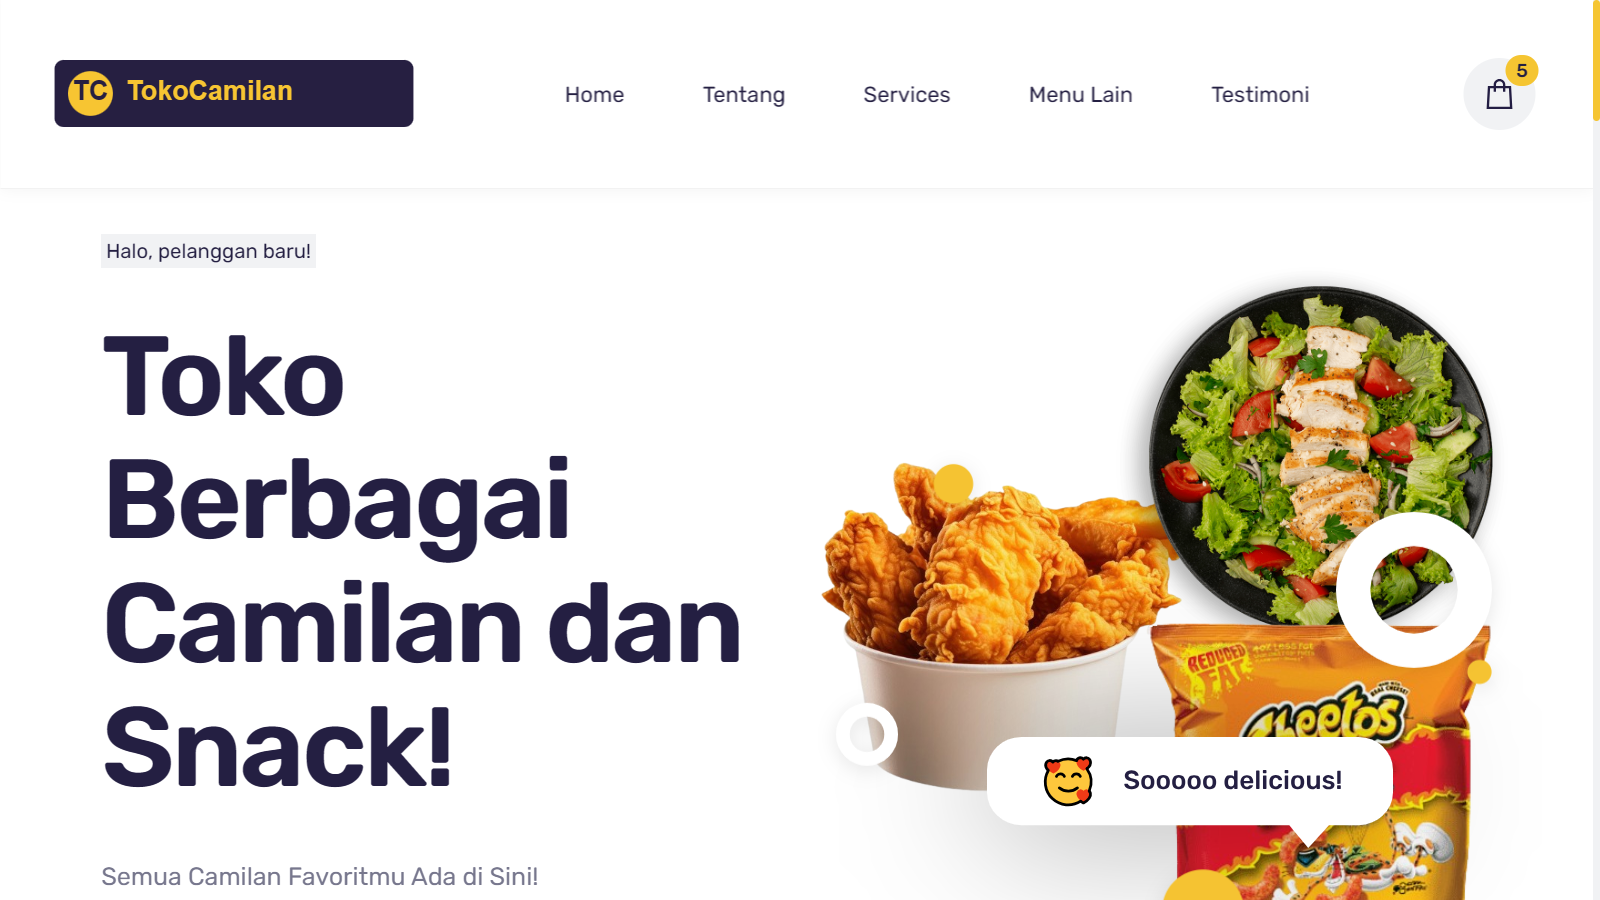 TC TokoCamilan
Home
Tentang
Services
Menu Lain
Testimoni
5
Halo, pelanggan baru!
Toko
Berbagai
Camilan dan
Snack!
REDUCED
FAT
Cheetos
Sooooo delicious!
Semua Camilan Favoritmu Ada di Sini!